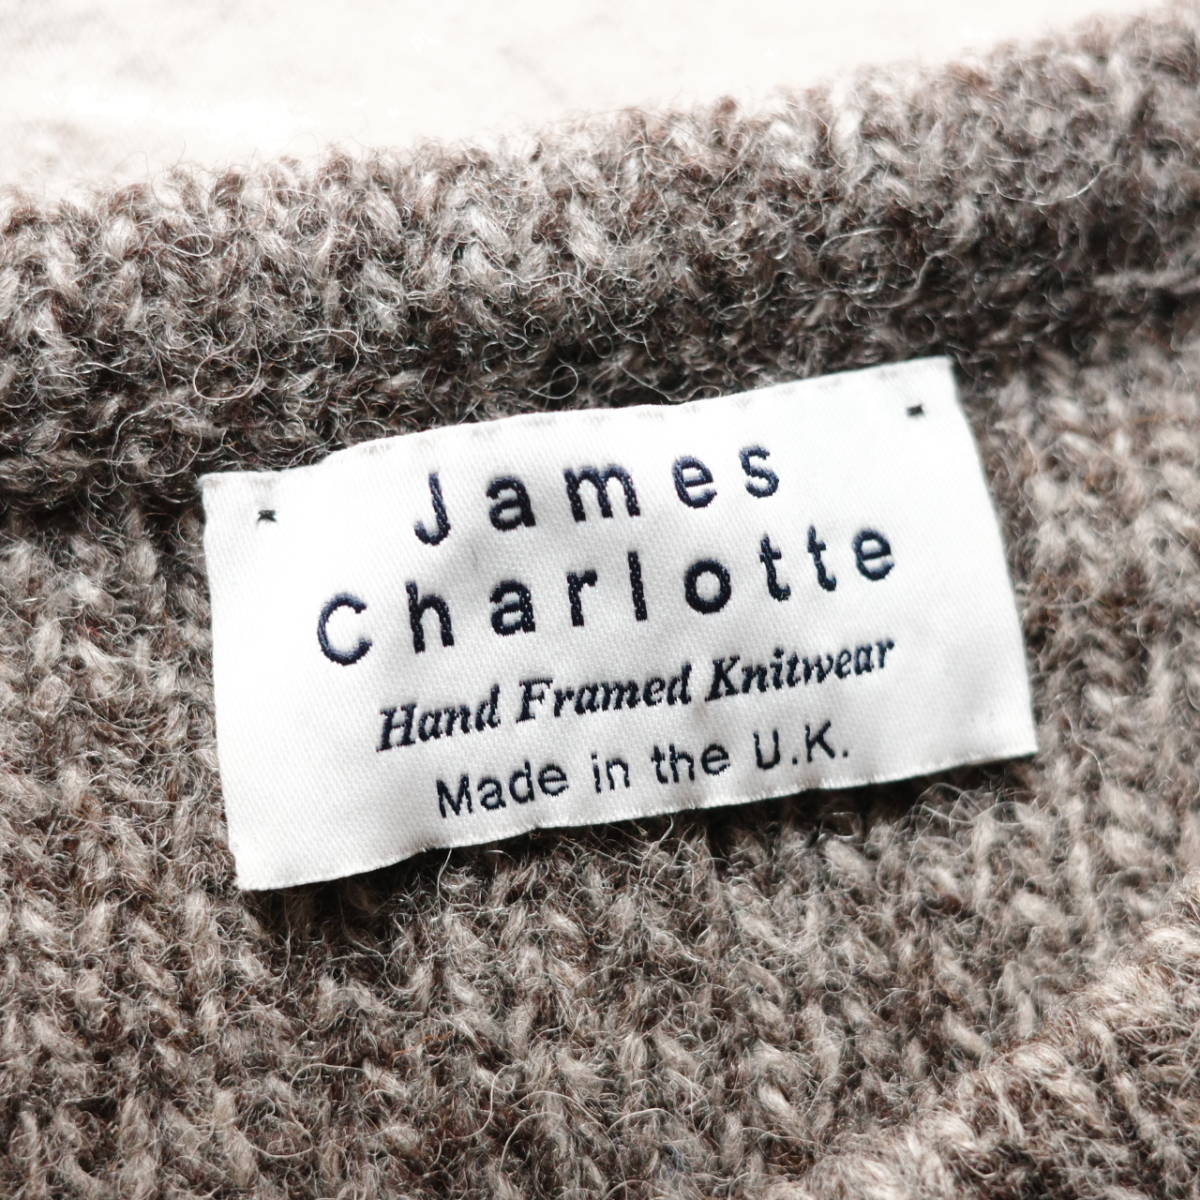 James
Charlotte
Hand Framed Knitwear
Made in the U.K.